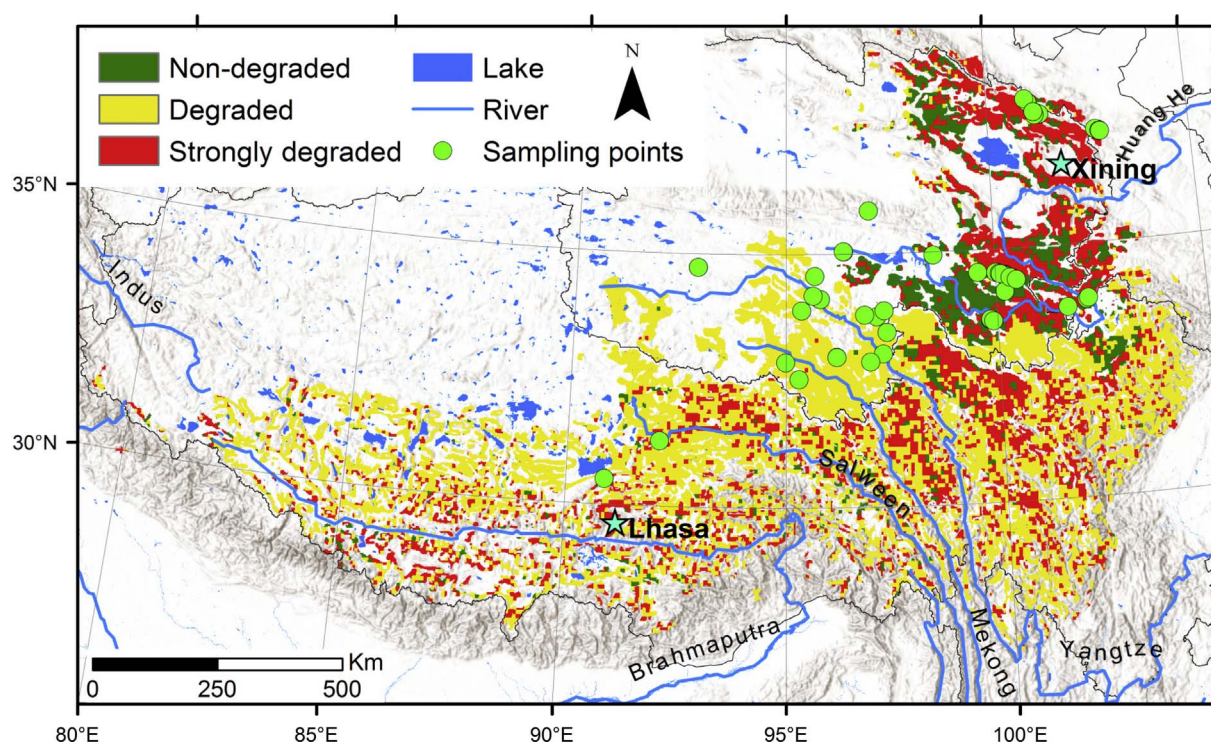 Non-degraded
Degraded
Strongly degraded
Lake
River
Sampling points
N
Huang He
Xining
35°N
Indus
30°N
Salween
Lhasa
Brahmaputra
Mekong
Yangtze
Km
0 250 500
80°E 85°E 90°E 95°E 100°E